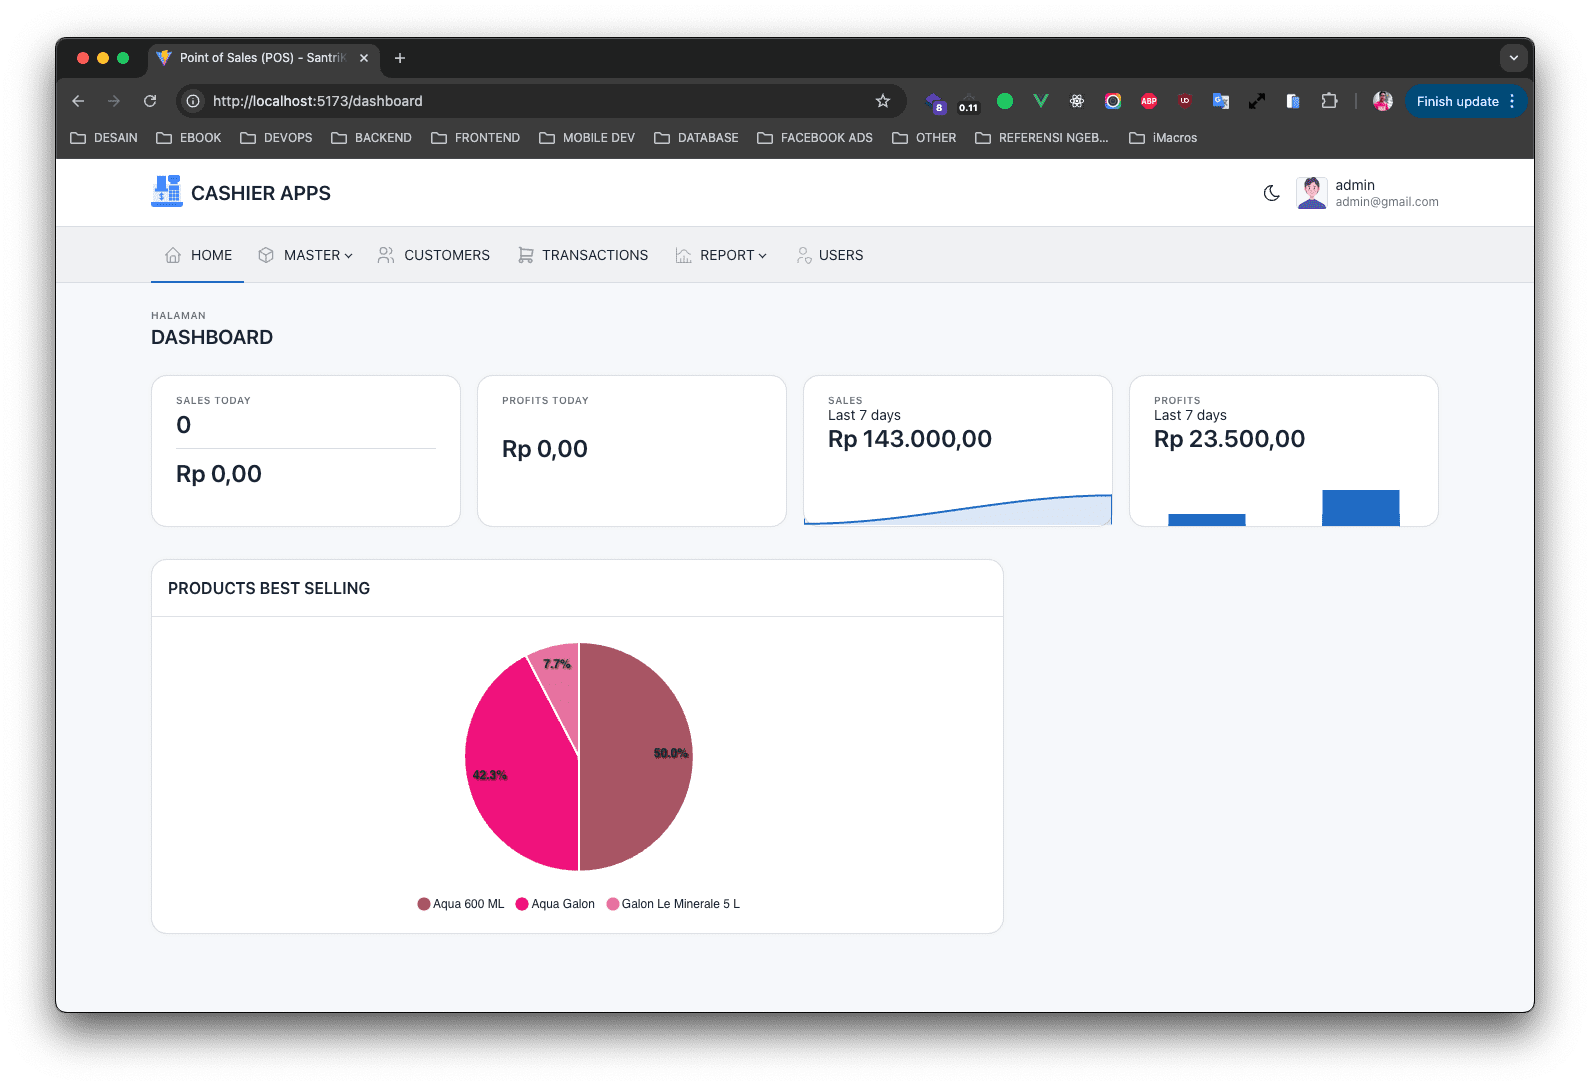 Point of Sales (POS) - SantriK
http://localhost:5173/dashboard
8
0.11
ABP
Finish update
DESAIN
EBOOK
DEVOPS
BACKEND
FRONTEND
MOBILE DEV
DATABASE
FACEBOOK ADS
OTHER
REFERENSI NGEB...
iMacros
CASHIER APPS
admin
admin@gmail.com
HOME
MASTER
CUSTOMERS
TRANSACTIONS
REPORT
USERS
HALAMAN
DASHBOARD
SALES TODAY
0
Rp 0,00
PROFITS TODAY
Rp 0,00
SALES
Last 7 days
Rp 143.000,00
PROFITS
Last 7 days
Rp 23.500,00
PRODUCTS BEST SELLING
7.7%
50.0%
42.3%
Aqua 600 ML
Aqua Galon
Galon Le Minerale 5 L